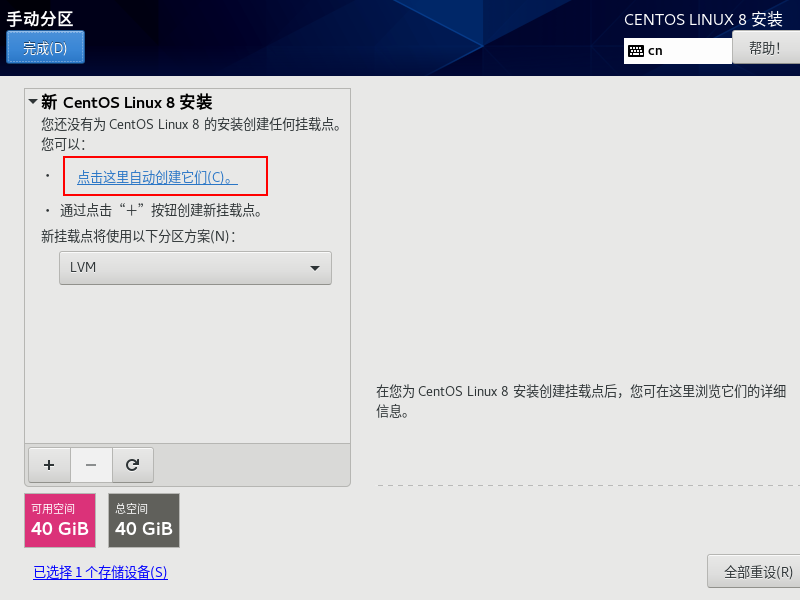 手动分区
CENTOS LINUX 8 安装
完成(D)
cn
帮助!
新 CentOS Linux 8 安装
您还没有为 CentOS Linux 8 的安装创建任何挂载点。
您可以:
· 点击这里自动创建它们(C)。
· 通过点击“+”按钮创建新挂载点。
新挂载点将使用以下分区方案(N):
LVM
在您为 CentOS Linux 8 安装创建挂载点后,您可在这里浏览它们的详细
信息。
+ − 
可用空间
40 GiB
总空间
40 GiB
已选择 1 个存储设备(S)
全部重设(R)